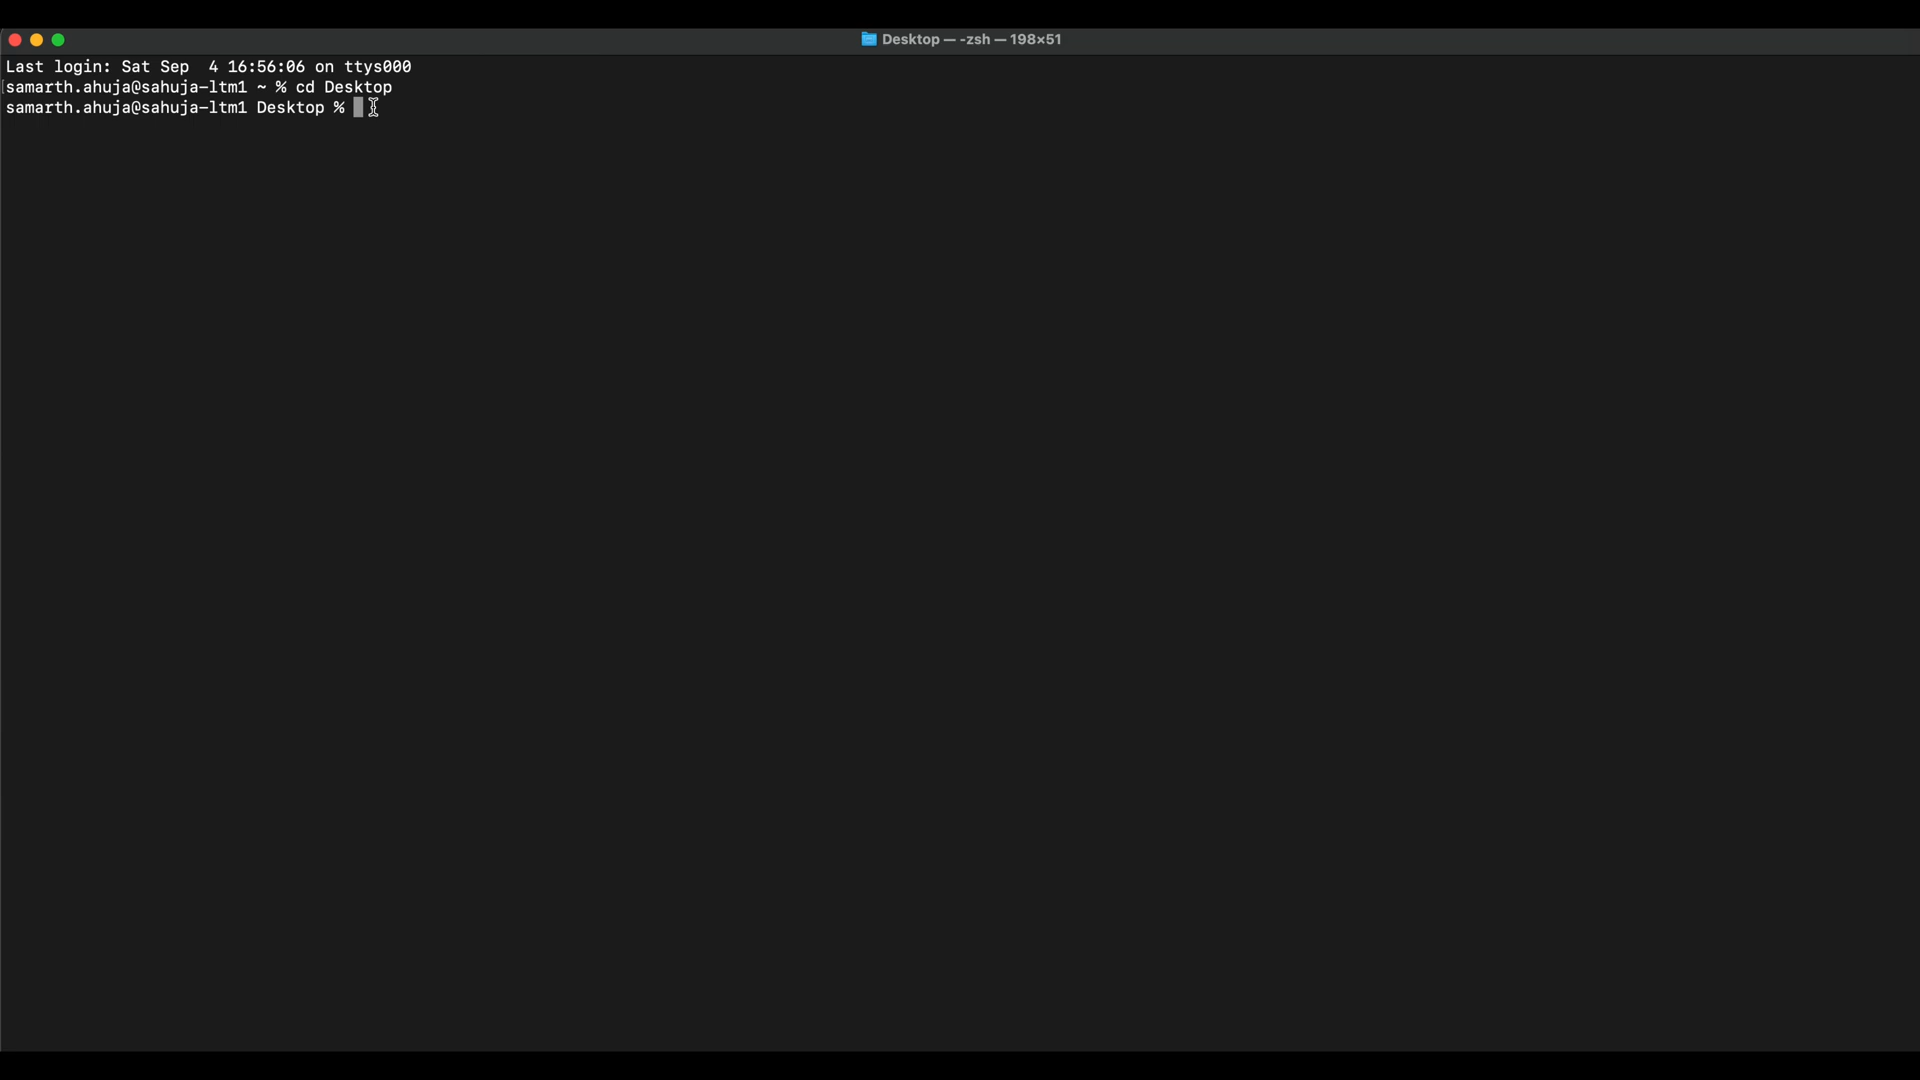 Desktop — -zsh — 198×51
Last login: Sat Sep  4 16:56:06 on ttys000
[samarth.ahuja@sahuja-ltm1 ~ % cd Desktop
samarth.ahuja@sahuja-ltm1 Desktop %